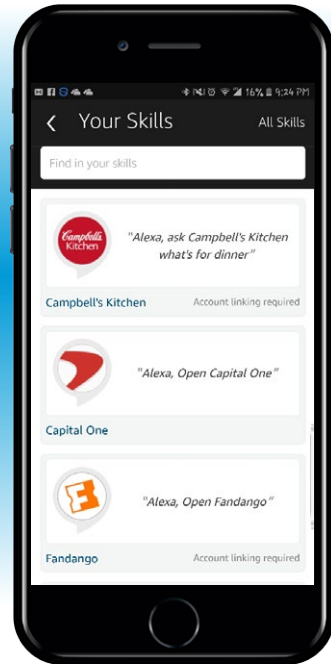 16% 9:24 PM
Your Skills
All Skills
Find in your skills
Campbell's
Kitchen
"Alexa, ask Campbell's Kitchen
what's for dinner"
Campbell's Kitchen
Account linking required
"Alexa, Open Capital One"
Capital One
F
"Alexa, Open Fandango"
Fandango
Account linking required